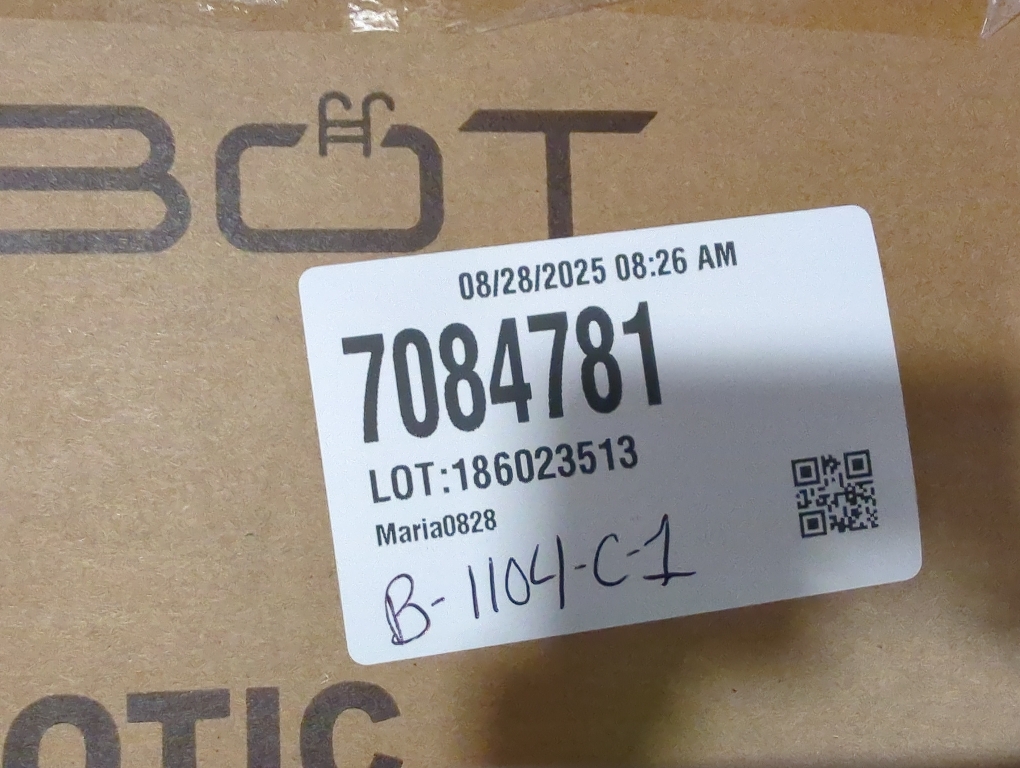 BOT
08/28/2025 08:26 AM
7084781
LOT:186023513
Maria0828
B-1104-C-1
OTIC